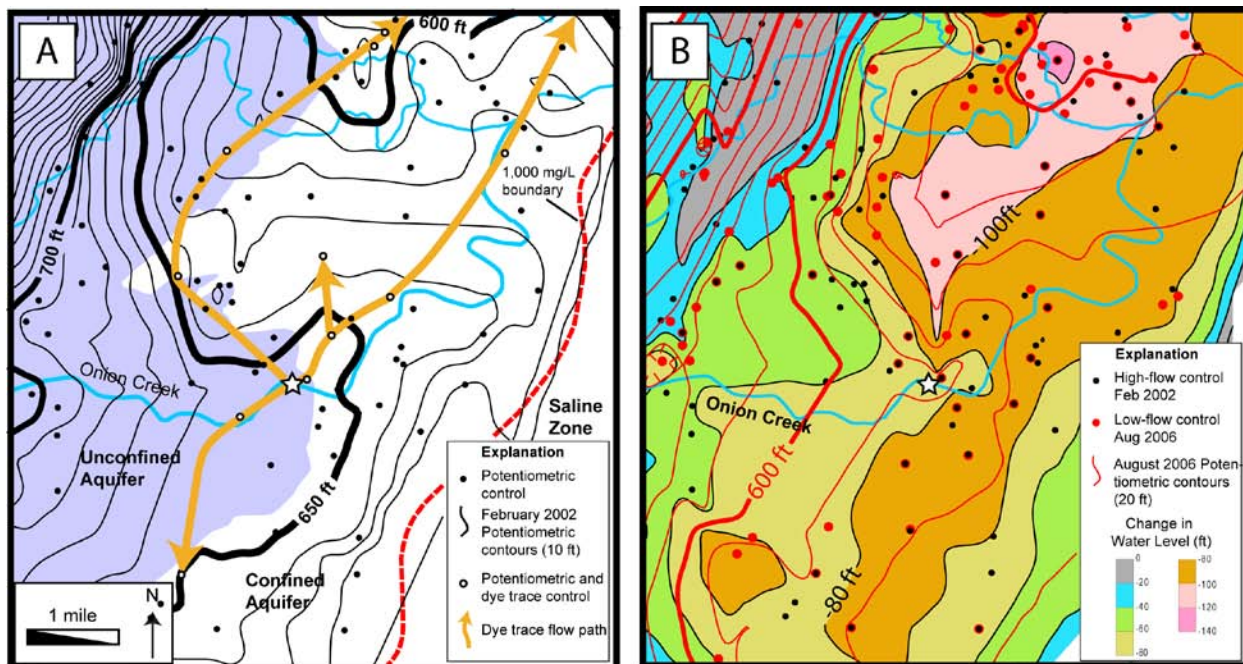 A
600 ft
1,000 mg/L
boundary
700 ft
Onion Creek
Saline
Zone
Unconfined
Aquifer
650 ft
Confined
Aquifer
1 mile
N
Explanation
Potentiometric
control
February 2002
Potentiometric
contours (10 ft)
Potentiometric and
dye trace control
Dye trace flow path
B
-100ft
Onion Creek
600 ft
-80 ft
Explanation
High-flow control
Feb 2002
Low-flow control
Aug 2006
August 2006 Poten-
tiometric contours
(20 ft)
Change in
Water Level (ft)
0
-20
-40
-60
-80
-80
-100
-120
-140